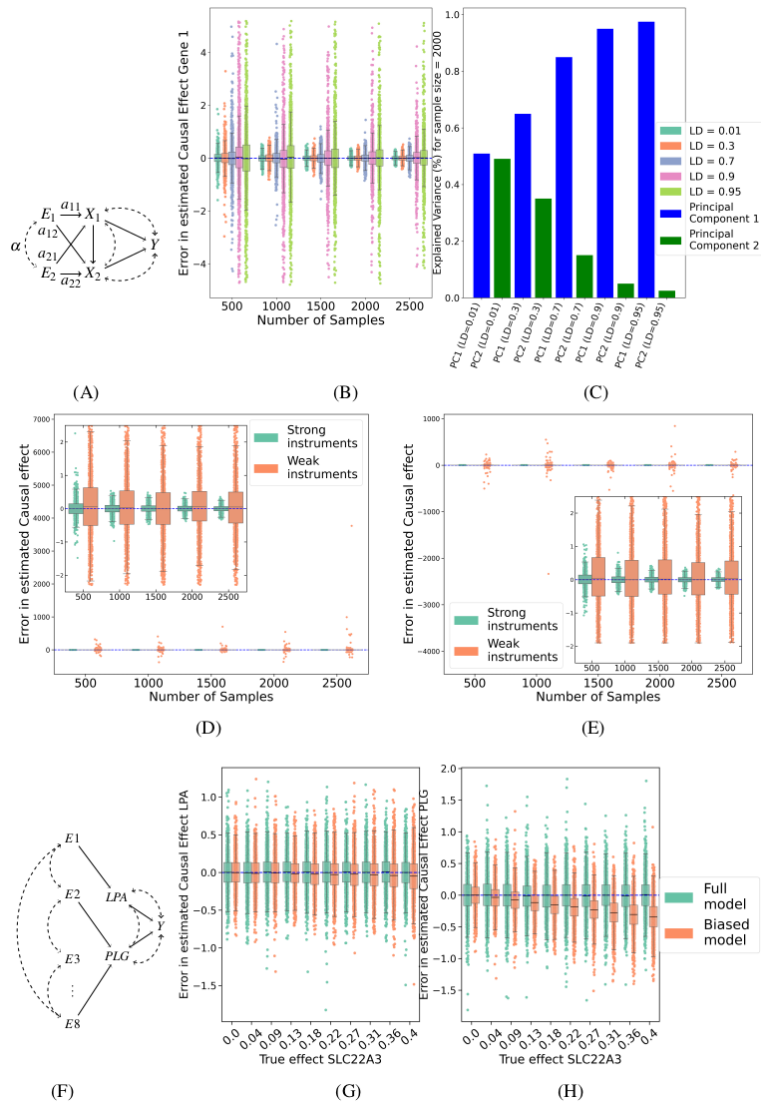 E1 a11 X1
α a12 Y
a21
E2 a22 X2
(A)
Error in estimated Causal Effect Gene 1
4
2
0
−2
−4
500 1000 1500 2000 2500
Number of Samples
(B)
Explained Variance (%) for sample size = 2000
1.0
0.8
0.6
0.4
0.2
0.0
PC1 (LD=0.01)
PC2 (LD=0.01)
PC1 (LD=0.3)
PC2 (LD=0.3)
PC1 (LD=0.7)
PC2 (LD=0.7)
PC1 (LD=0.9)
PC2 (LD=0.9)
PC1 (LD=0.95)
PC2 (LD=0.95)
LD = 0.01
LD = 0.3
LD = 0.7
LD = 0.9
LD = 0.95
Principal
Component 1
Principal
Component 2
(C)
Error in estimated Causal effect
7000
6000
5000
4000
3000
2000
1000
0
2
1
0
−1
−2
500 1000 1500 2000 2500
Strong
instruments
Weak
instruments
500 1000 1500 2000 2500
Number of Samples
(D)
Error in estimated Causal effect
1000
0
−1000
−2000
−3000
−4000
2
1
0
−1
−2
500 1000 1500 2000 2500
Strong
instruments
Weak
instruments
500 1000 1500 2000 2500
Number of Samples
(E)
E1
E2
LPA
Y
PLG
E3
⋮
E8
(F)
Error in estimated Causal Effect LPA
1.0
0.5
0.0
−0.5
−1.0
−1.5
0.0 0.04 0.09 0.13 0.18 0.22 0.27 0.31 0.36 0.4
True effect SLC22A3
(G)
Error in estimated Causal Effect PLG
2.0
1.5
1.0
0.5
0.0
−0.5
−1.0
−1.5
0.0 0.04 0.09 0.13 0.18 0.22 0.27 0.31 0.36 0.4
True effect SLC22A3
Full
model
Biased
model
(H)